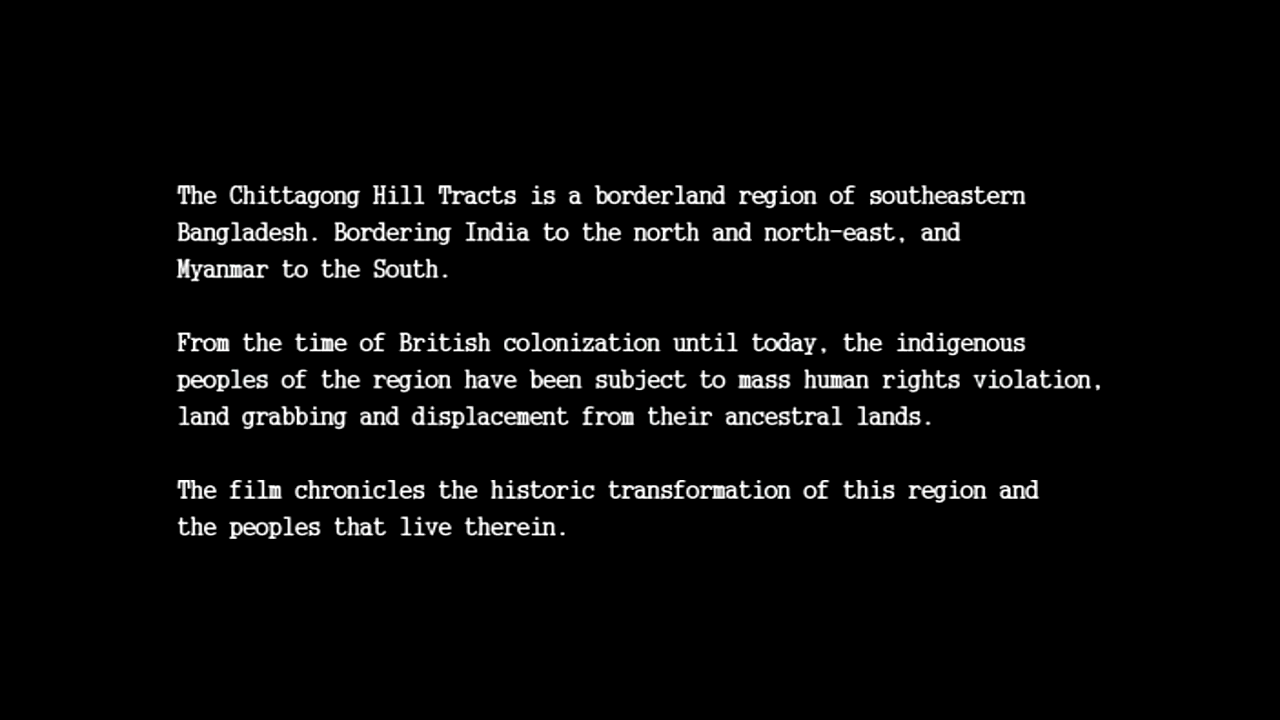 The Chittagong Hill Tracts is a borderland region of southeastern
Bangladesh. Bordering India to the north and north-east, and
Myanmar to the South.
From the time of British colonization until today, the indigenous
peoples of the region have been subject to mass human rights violation,
land grabbing and displacement from their ancestral lands.
The film chronicles the historic transformation of this region and
the peoples that live therein.